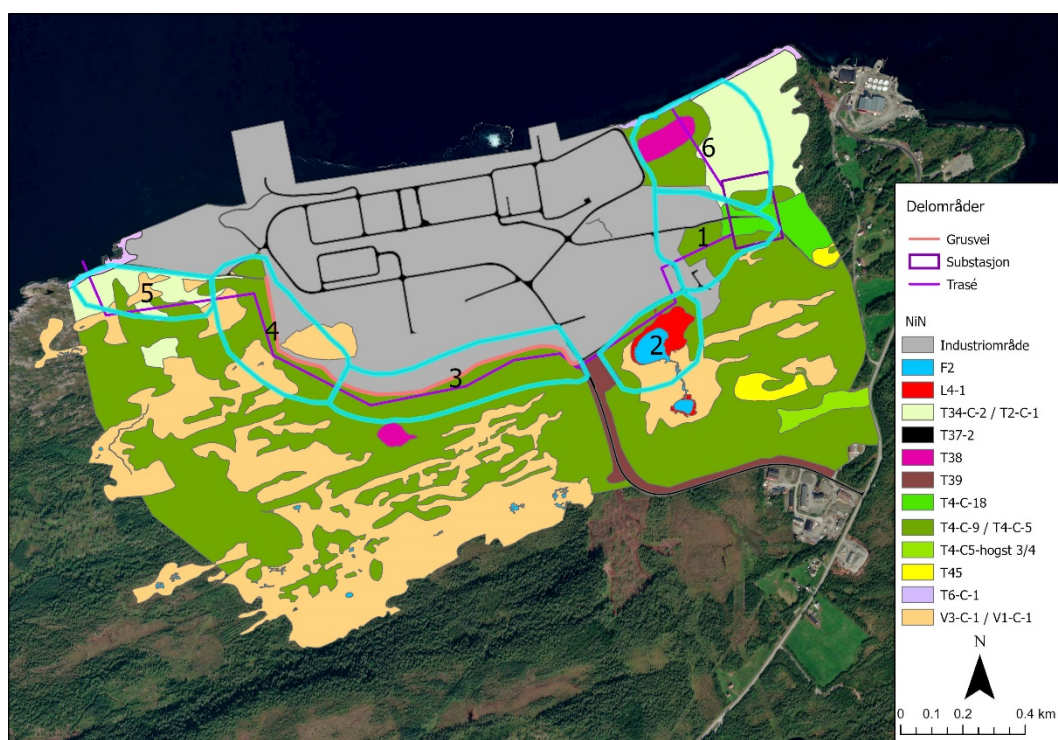 6
1
5
4
2
3
Delområder
Grusvei
Substasjon
Trasé
NiN
Industriområde
F2
L4-1
T34-C-2 / T2-C-1
T37-2
T38
T39
T4-C-18
T4-C-9 / T4-C-5
T4-C5-hogst 3/4
T45
T6-C-1
V3-C-1 / V1-C-1
N
0 0.1 0.2 0.4 km